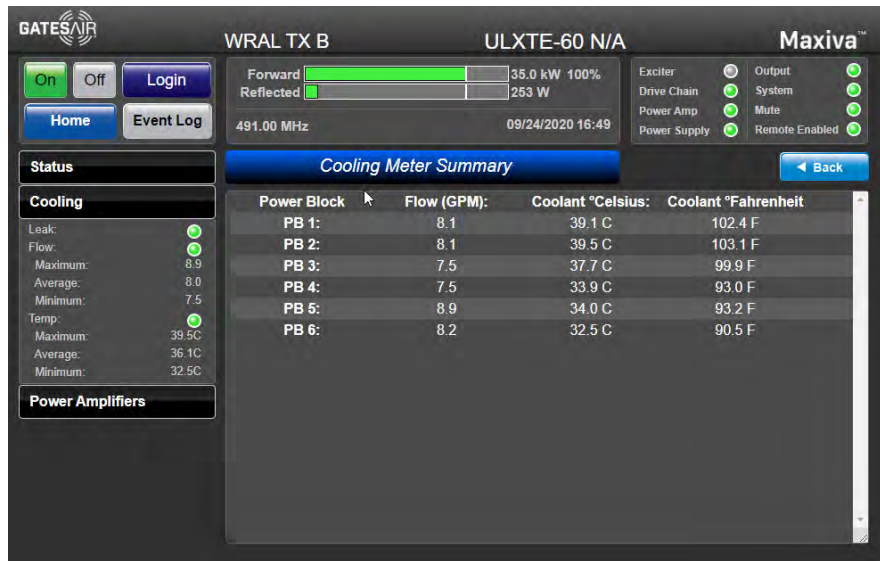 GATESAIR
WRAL TX B ULXTE-60 N/A Maxiva™
On Off Login
Home Event Log
Forward 35.0 kW 100%
Reflected 253 W
491.00 MHz 09/24/2020 16:49
Exciter Output
Drive Chain System
Power Amp Mute
Power Supply Remote Enabled
Status
Cooling Meter Summary
◄ Back
Cooling
Leak:
Flow:
Maximum: 8.9
Average: 8.0
Minimum: 7.5
Temp:
Maximum: 39.5C
Average: 36.1C
Minimum: 32.5C
Power Amplifiers
Power Block Flow (GPM): Coolant °Celsius: Coolant °Fahrenheit
PB 1: 8.1 39.1 C 102.4 F
PB 2: 8.1 39.5 C 103.1 F
PB 3: 7.5 37.7 C 99.9 F
PB 4: 7.5 33.9 C 93.0 F
PB 5: 8.9 34.0 C 93.2 F
PB 6: 8.2 32.5 C 90.5 F